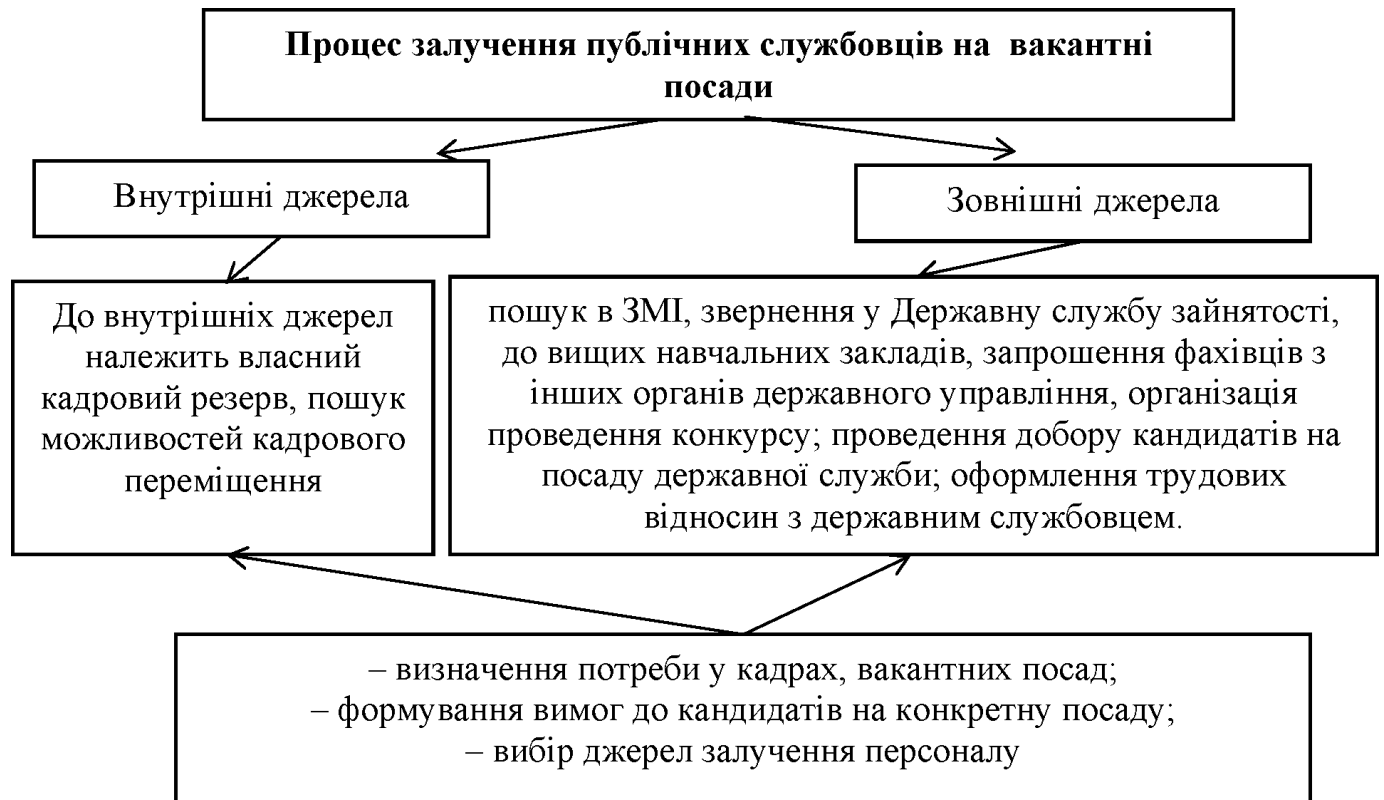 Процес залучення публічних службовців на вакантні
посади
Внутрішні джерела
Зовнішні джерела
До внутрішніх джерел
належить власний
кадровий резерв, пошук
можливостей кадрового
переміщення
пошук в ЗМІ, звернення у Державну службу зайнятості,
до вищих навчальних закладів, запрошення фахівців з
інших органів державного управління, організація
проведення конкурсу; проведення добору кандидатів на
посаду державної служби; оформлення трудових
відносин з державним службовцем.
– визначення потреби у кадрах, вакантних посад;
– формування вимог до кандидатів на конкретну посаду;
– вибір джерел залучення персоналу